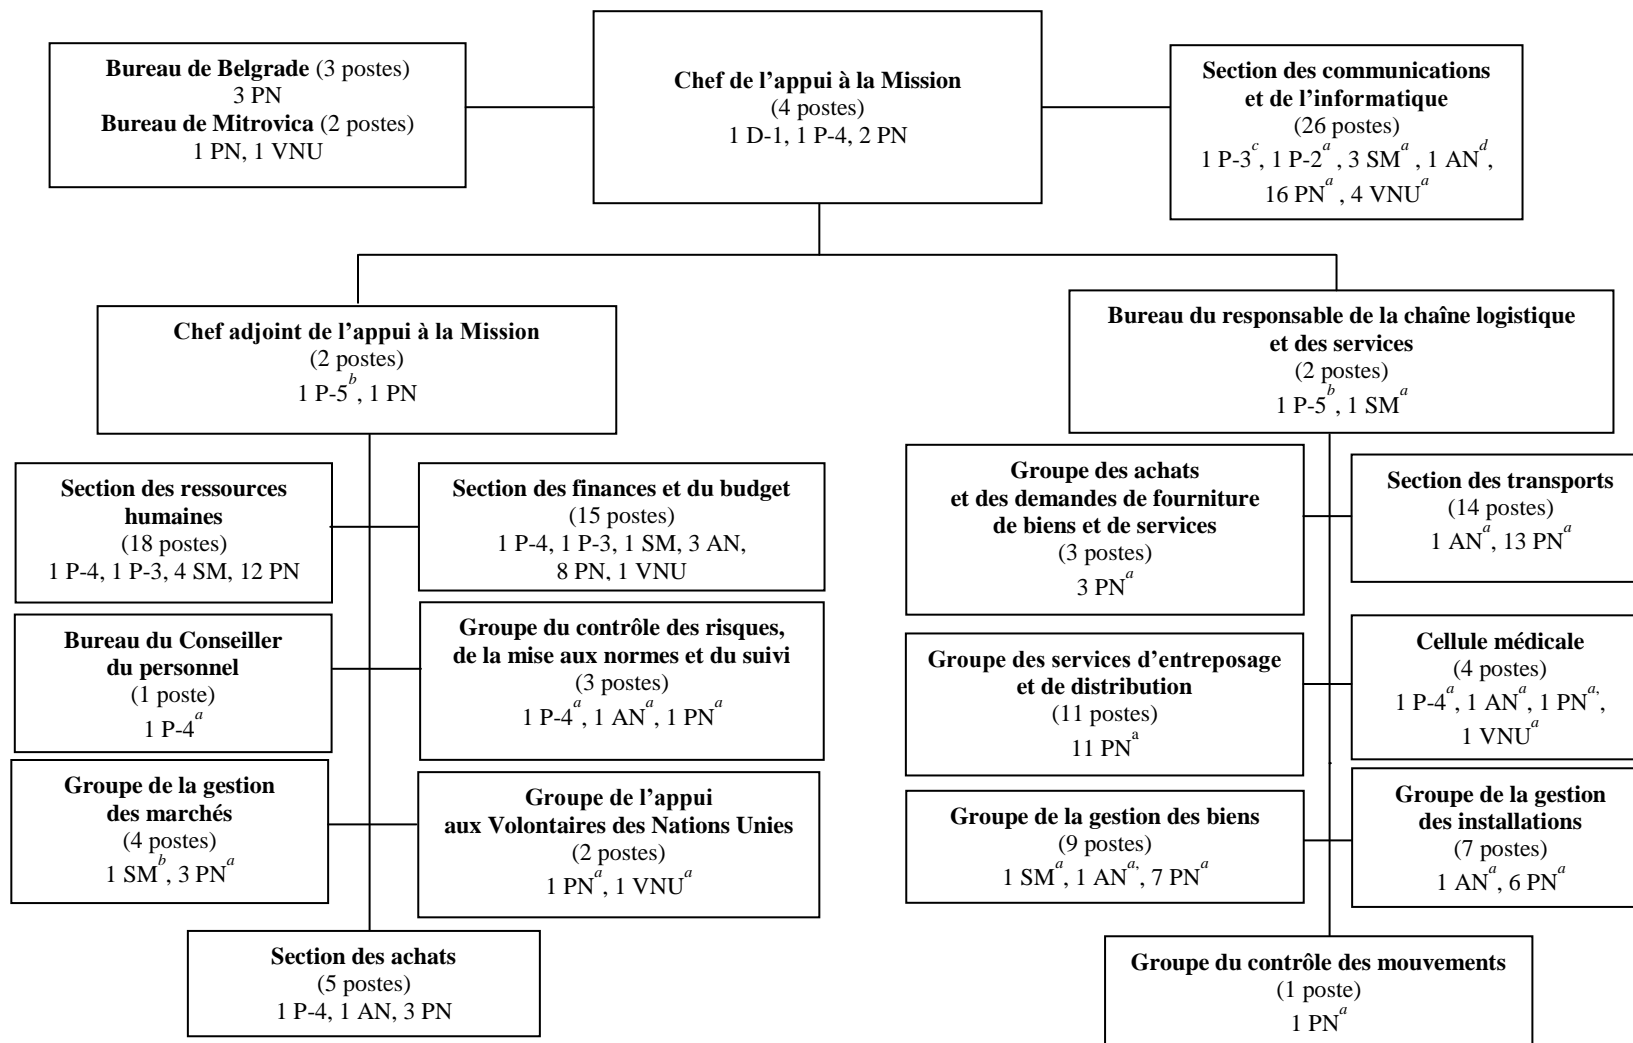 Bureau de Belgrade (3 postes)
3 PN
Bureau de Mitrovica (2 postes)
1 PN, 1 VNU
Chef de l’appui à la Mission
(4 postes)
1 D-1, 1 P-4, 2 PN
Section des communications
et de l’informatique
(26 postes)
1 P-3c, 1 P-2a, 3 SMa, 1 ANd,
16 PNa, 4 VNUa
Chef adjoint de l’appui à la Mission
(2 postes)
1 P-5b, 1 PN
Bureau du responsable de la chaîne logistique
et des services
(2 postes)
1 P-5b, 1 SMa
Section des ressources
humaines
(18 postes)
1 P-4, 1 P-3, 4 SM, 12 PN
Section des finances et du budget
(15 postes)
1 P-4, 1 P-3, 1 SM, 3 AN,
8 PN, 1 VNU
Bureau du Conseiller
du personnel
(1 poste)
1 P-4a
Groupe du contrôle des risques,
de la mise aux normes et du suivi
(3 postes)
1 P-4a, 1 ANa, 1 PNa
Groupe de la gestion
des marchés
(4 postes)
1 SMb, 3 PNa
Groupe de l’appui
aux Volontaires des Nations Unies
(2 postes)
1 PNa, 1 VNUa
Section des achats
(5 postes)
1 P-4, 1 AN, 3 PN
Groupe des achats
et des demandes de fourniture
de biens et de services
(3 postes)
3 PNa
Section des transports
(14 postes)
1 ANa, 13 PNa
Groupe des services d’entreposage
et de distribution
(11 postes)
11 PNa
Cellule médicale
(4 postes)
1 P-4a, 1 ANa, 1 PNa,
1 VNUa
Groupe de la gestion des biens
(9 postes)
1 SMa, 1 ANa, 7 PNa
Groupe de la gestion
des installations
(7 postes)
1 ANa, 6 PNa
Groupe du contrôle des mouvements
(1 poste)
1 PNa